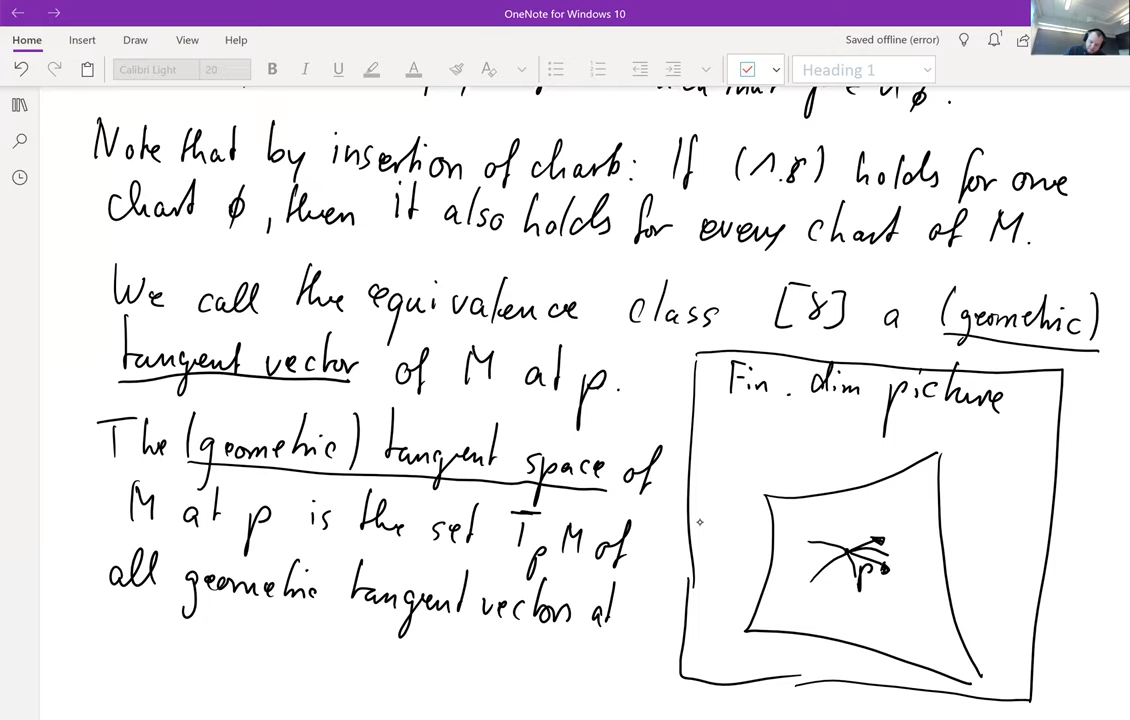 OneNote for Windows 10
Home Insert Draw View Help
Saved offline (error)
Calibri Light 20 B I U A Heading 1
Note that by insertion of charts: If (1.8) holds for one
chart ϕ, then it also holds for every chart of M.
We call the equivalence class [γ] a (geometric)
tangent vector of M at p.
Fin. dim picture
The (geometric) tangent space of
M at p is the set TpM of
p
all geometric tangent vectors at